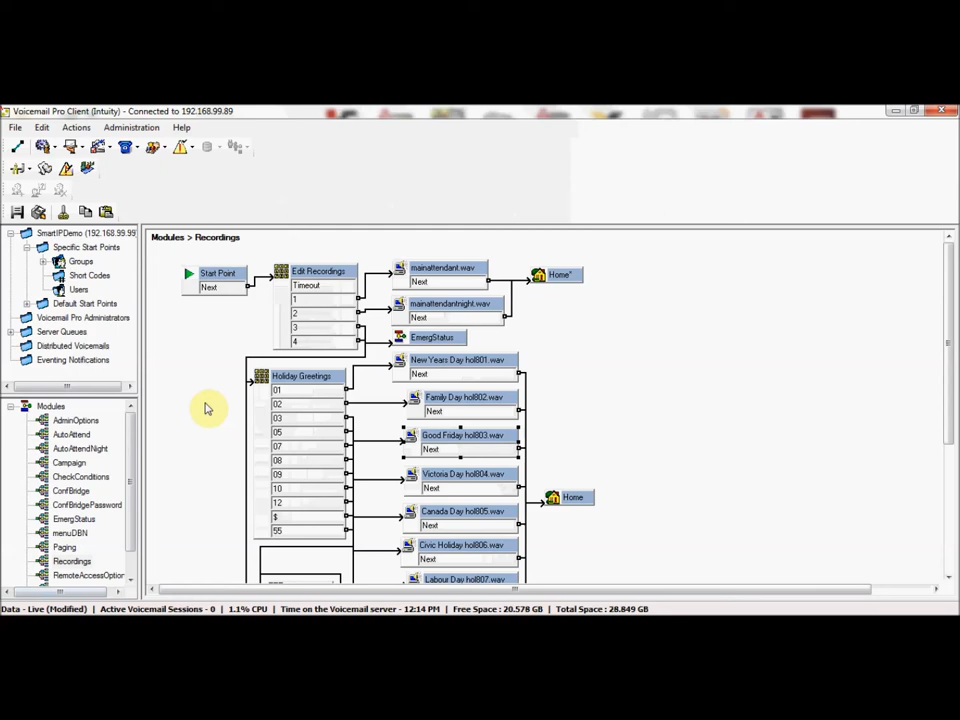 Voicemail Pro Client (Intuity) - Connected to 192.168.99.89
File Edit Actions Administration Help
SmartIPDemo (192.168.99.99
Specific Start Points
Groups
Short Codes
Users
Default Start Points
Voicemail Pro Administrators
Server Queues
Distributed Voicemails
Eventing Notifications
Modules
AdminOptions
AutoAttend
AutoAttendNight
Campaign
CheckConditions
ConfBridge
ConfBridgePassword
EmergStatus
menuDBN
Paging
Recordings
RemoteAccessOption
Modules > Recordings
Start Point
Next
Edit Recordings
Timeout
1
2
3
4
mainattendant.wav
Next
mainattendantnight.wav
Next
EmergStatus
Home"
Holiday Greetings
01
02
03
05
07
08
09
10
12
$
55
New Years Day hol801.wav
Next
Family Day hol802.wav
Next
Good Friday hol803.wav
Next
Victoria Day hol804.wav
Next
Canada Day hol805.wav
Next
Civic Holiday hol806.wav
Next
Labour Day hol807.wav
Home
Data - Live (Modified) | Active Voicemail Sessions - 0 | 1.1% CPU | Time on the Voicemail server - 12:14 PM | Free Space : 20.578 GB | Total Space : 28.849 GB